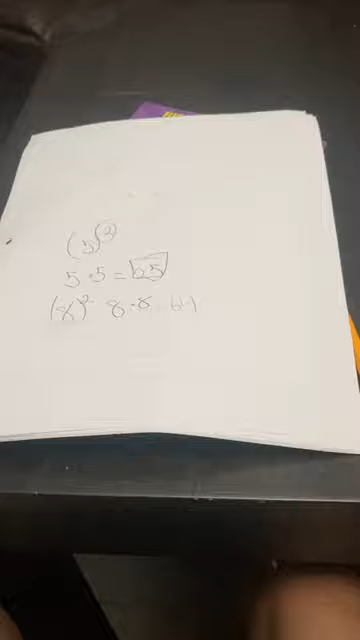 (5)²
5 · 5 = 25
(8)² 8 · 8 64